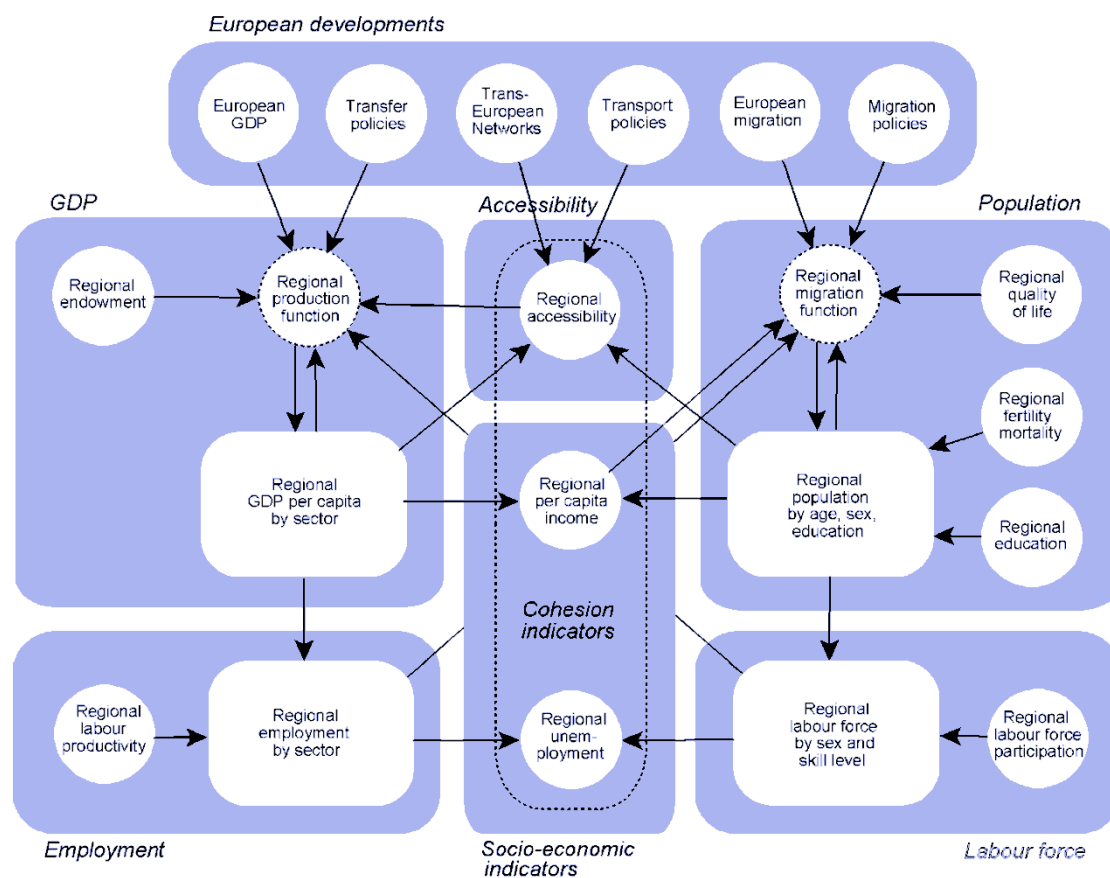 European developments
European
GDP
Transfer
policies
Trans-
European
Networks
Transport
policies
European
migration
Migration
policies
GDP
Accessibility
Population
Regional
endowment
Regional
production
function
Regional
accessibility
Regional
migration
function
Regional
quality
of life
Regional
fertility
mortality
Regional
GDP per capita
by sector
Regional
per capita
income
Regional
population
by age, sex,
education
Regional
education
Cohesion
indicators
Regional
labour
productivity
Regional
employment
by sector
Regional
unem-
ployment
Regional
labour force
by sex and
skill level
Regional
labour force
participation
Employment
Socio-economic
indicators
Labour force